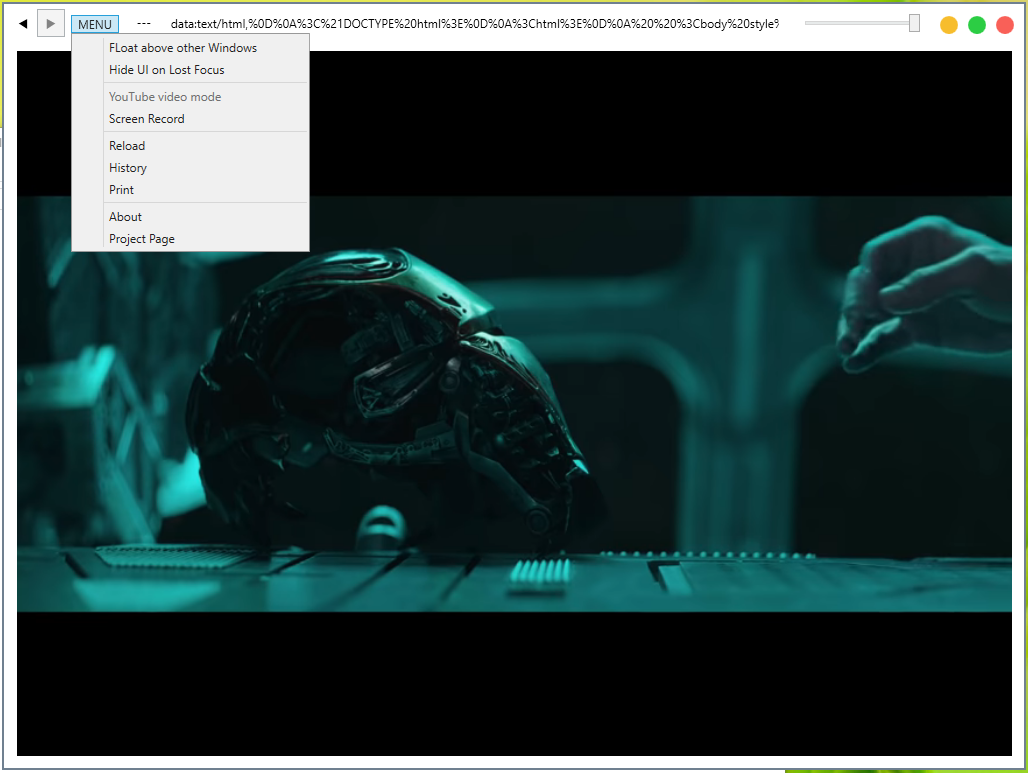 MENU
---
data:text/html,%0D%0A%3C%21DOCTYPE%20html%3E%0D%0A%3Chtml%3E%0D%0A%20%20%3Cbody%20style%
FLoat above other Windows
Hide UI on Lost Focus
YouTube video mode
Screen Record
Reload
History
Print
About
Project Page